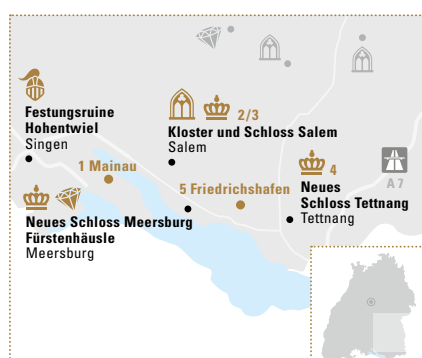 Festungsruine
Hohentwiel
Singen
2/3
Kloster und Schloss Salem
Salem
1 Mainau
4
Neues
Schloss Tettnang
Tettnang
A 7
5 Friedrichshafen
Neues Schloss Meersburg
Fürstenhäusle
Meersburg